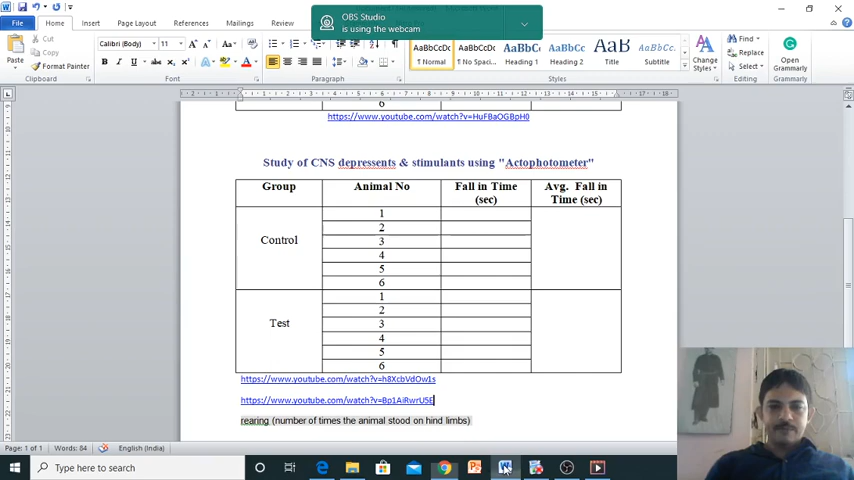 OBS Studio
is using the webcam
File
Home
Insert
Page Layout
References
Mailings
Review
Paste
Cut
Copy
Format Painter
Clipboard
Calibri (Body)
11
Font
Paragraph
AaBbCcDc
¶ Normal
AaBbCcDc
¶ No Spaci...
AaBbCc
Heading 1
AaBbCc
Heading 2
AaB
Title
AaBbCc.
Subtitle
Change
Styles
Styles
Find
Replace
Select
Editing
Open
Grammarly
Grammarly
6
https://www.youtube.com/watch?v=HuFBaOGBpH0
Study of CNS depressents & stimulants using "Actophotometer"
Group
Animal No
Fall in Time
(sec)
Avg. Fall in
Time (sec)
Control
1
2
3
4
5
6
Test
1
2
3
4
5
6
https://www.youtube.com/watch?v=h8XcbVdOw1s
https://www.youtube.com/watch?v=Bp1AiRwrU5E
rearing (number of times the animal stood on hind limbs)
Page: 1 of 1
Words: 84
English (India)
Type here to search